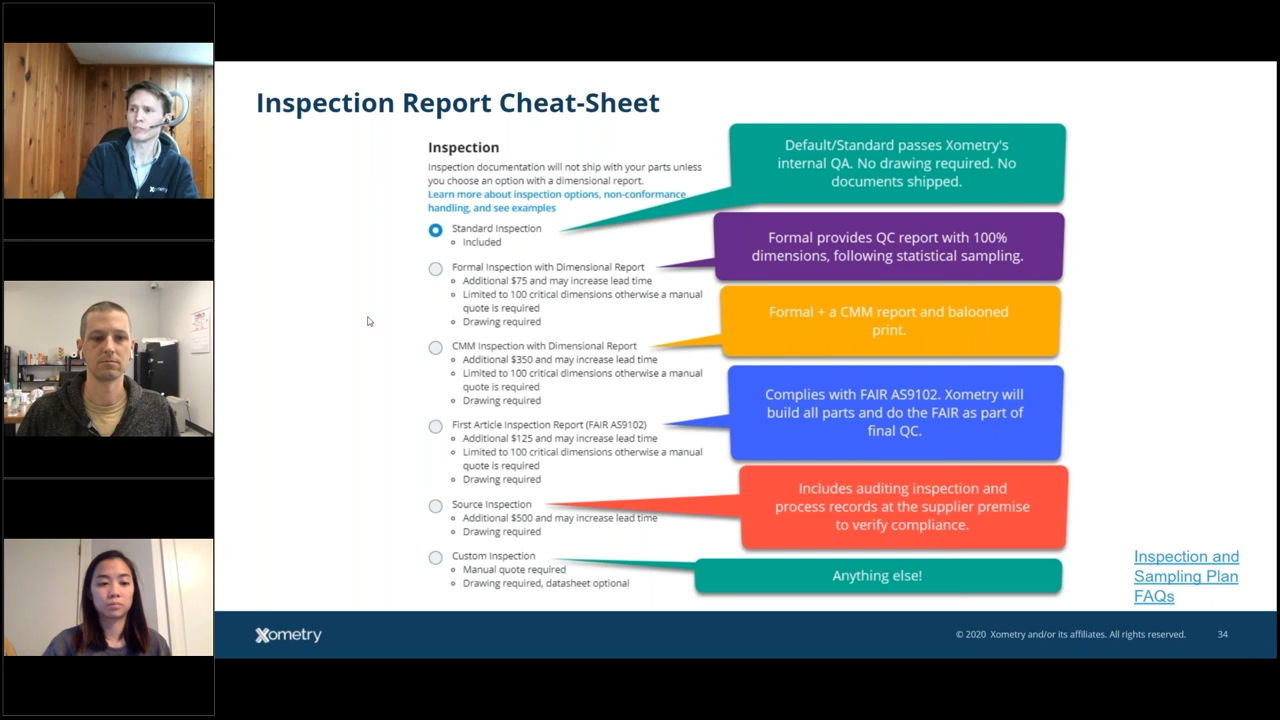 Inspection Report Cheat-Sheet
Inspection
Inspection documentation will not ship with your parts unless
you choose an option with a dimensional report.
Learn more about inspection options, non-conformance
handling, and see examples
Standard Inspection
Included
Formal Inspection with Dimensional Report
Additional $75 and may increase lead time
Limited to 100 critical dimensions otherwise a manual
quote is required
Drawing required
CMM Inspection with Dimensional Report
Additional $350 and may increase lead time
Limited to 100 critical dimensions otherwise a manual
quote is required
Drawing required
First Article Inspection Report (FAIR AS9102)
Additional $125 and may increase lead time
Limited to 100 critical dimensions otherwise a manual
quote is required
Drawing required
Source Inspection
Additional $500 and may increase lead time
Drawing required
Custom Inspection
Manual quote required
Drawing required, datasheet optional
Default/Standard passes Xometry's
internal QA. No drawing required. No
documents shipped.
Formal provides QC report with 100%
dimensions, following statistical sampling.
Formal + a CMM report and balooned
print.
Complies with FAIR AS9102. Xometry will
build all parts and do the FAIR as part of
final QC.
Includes auditing inspection and
process records at the supplier premise
to verify compliance.
Anything else!
Inspection and
Sampling Plan
FAQs
Xometry
© 2020 Xometry and/or its affiliates. All rights reserved.
34
Xometry